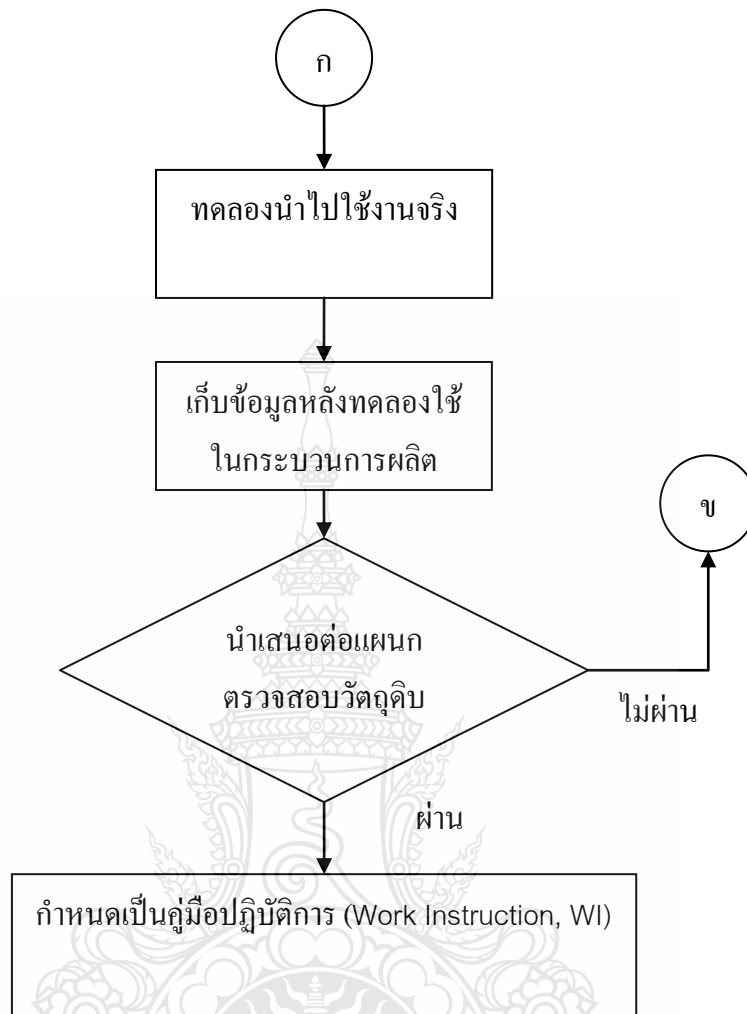 ก
ทดลองนำไปใช้งานจริง
เก็บข้อมูลหลังทดลองใช้
ในกระบวนการผลิต
ข
นำเสนอต่อแผนก
ตรวจสอบวัตถุดิบ
ไม่ผ่าน
ผ่าน
กำหนดเป็นคู่มือปฏิบัติการ (Work Instruction, WI)